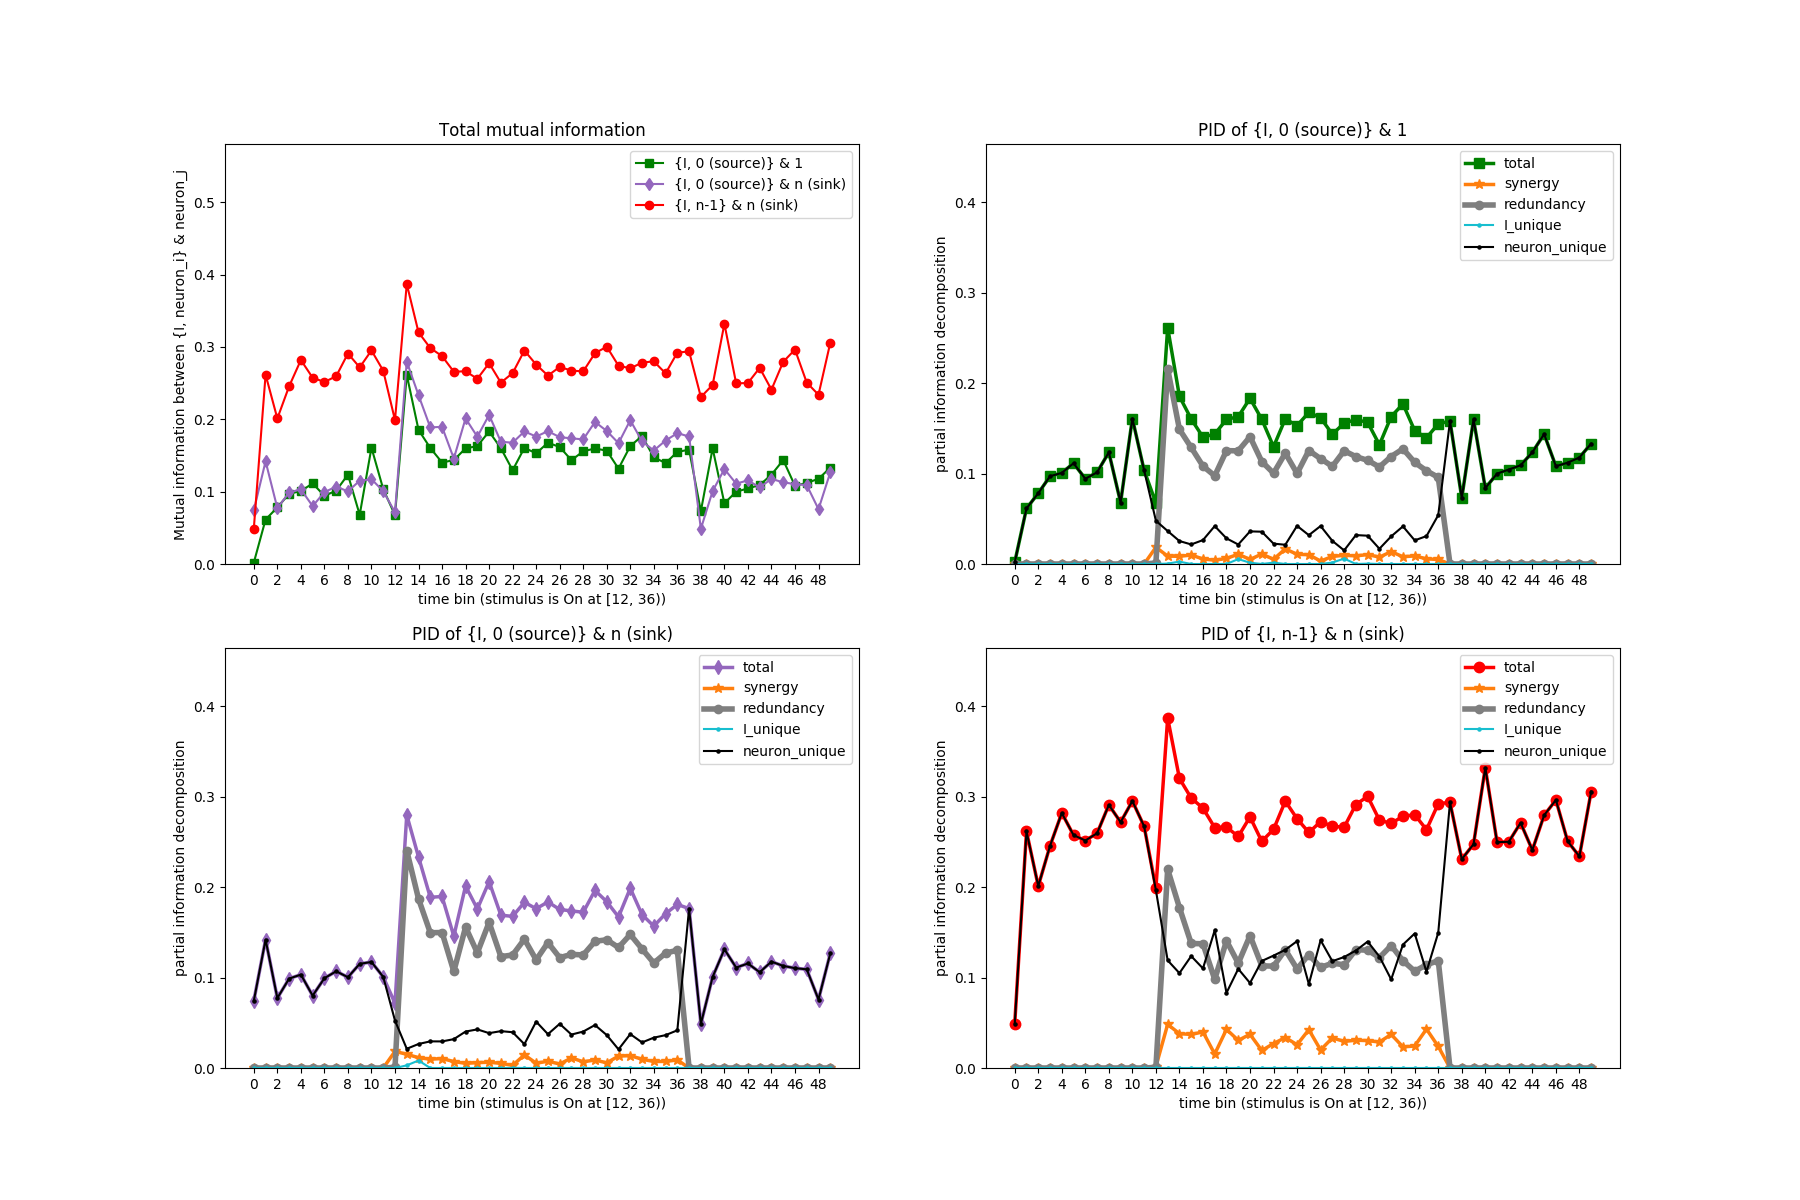 Total mutual information
Mutual information between {I, neuron_i} & neuron_j
0.5
0.4
0.3
0.2
0.1
0.0
{I, 0 (source)} & 1
{I, 0 (source)} & n (sink)
{I, n-1} & n (sink)
0 2 4 6 8 10 12 14 16 18 20 22 24 26 28 30 32 34 36 38 40 42 44 46 48
time bin (stimulus is On at [12, 36))
PID of {I, 0 (source)} & 1
partial information decomposition
0.4
0.3
0.2
0.1
0.0
total
synergy
redundancy
I_unique
neuron_unique
0 2 4 6 8 10 12 14 16 18 20 22 24 26 28 30 32 34 36 38 40 42 44 46 48
time bin (stimulus is On at [12, 36))
PID of {I, 0 (source)} & n (sink)
partial information decomposition
0.4
0.3
0.2
0.1
0.0
total
synergy
redundancy
I_unique
neuron_unique
0 2 4 6 8 10 12 14 16 18 20 22 24 26 28 30 32 34 36 38 40 42 44 46 48
time bin (stimulus is On at [12, 36))
PID of {I, n-1} & n (sink)
partial information decomposition
0.4
0.3
0.2
0.1
0.0
total
synergy
redundancy
I_unique
neuron_unique
0 2 4 6 8 10 12 14 16 18 20 22 24 26 28 30 32 34 36 38 40 42 44 46 48
time bin (stimulus is On at [12, 36))